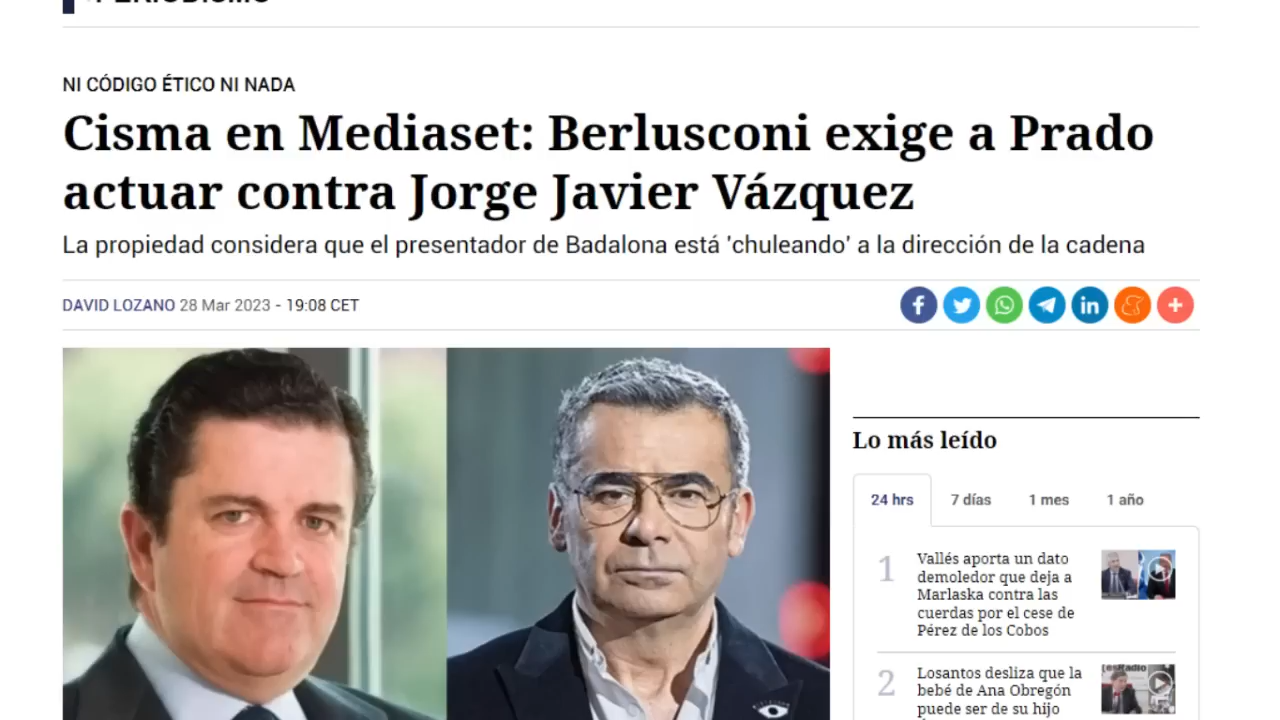 PERIODISMO
NI CÓDIGO ÉTICO NI NADA
Cisma en Mediaset: Berlusconi exige a Prado
actuar contra Jorge Javier Vázquez
La propiedad considera que el presentador de Badalona está 'chuleando' a la dirección de la cadena
DAVID LOZANO 28 Mar 2023 - 19:08 CET
Lo más leído
24 hrs 7 días 1 mes 1 año
1
Vallés aporta un dato
demoledor que deja a
Marlaska contra las
cuerdas por el cese de
Pérez de los Cobos
2
Losantos desliza que la
bebé de Ana Obregón
puede ser de su hijo
esRadio